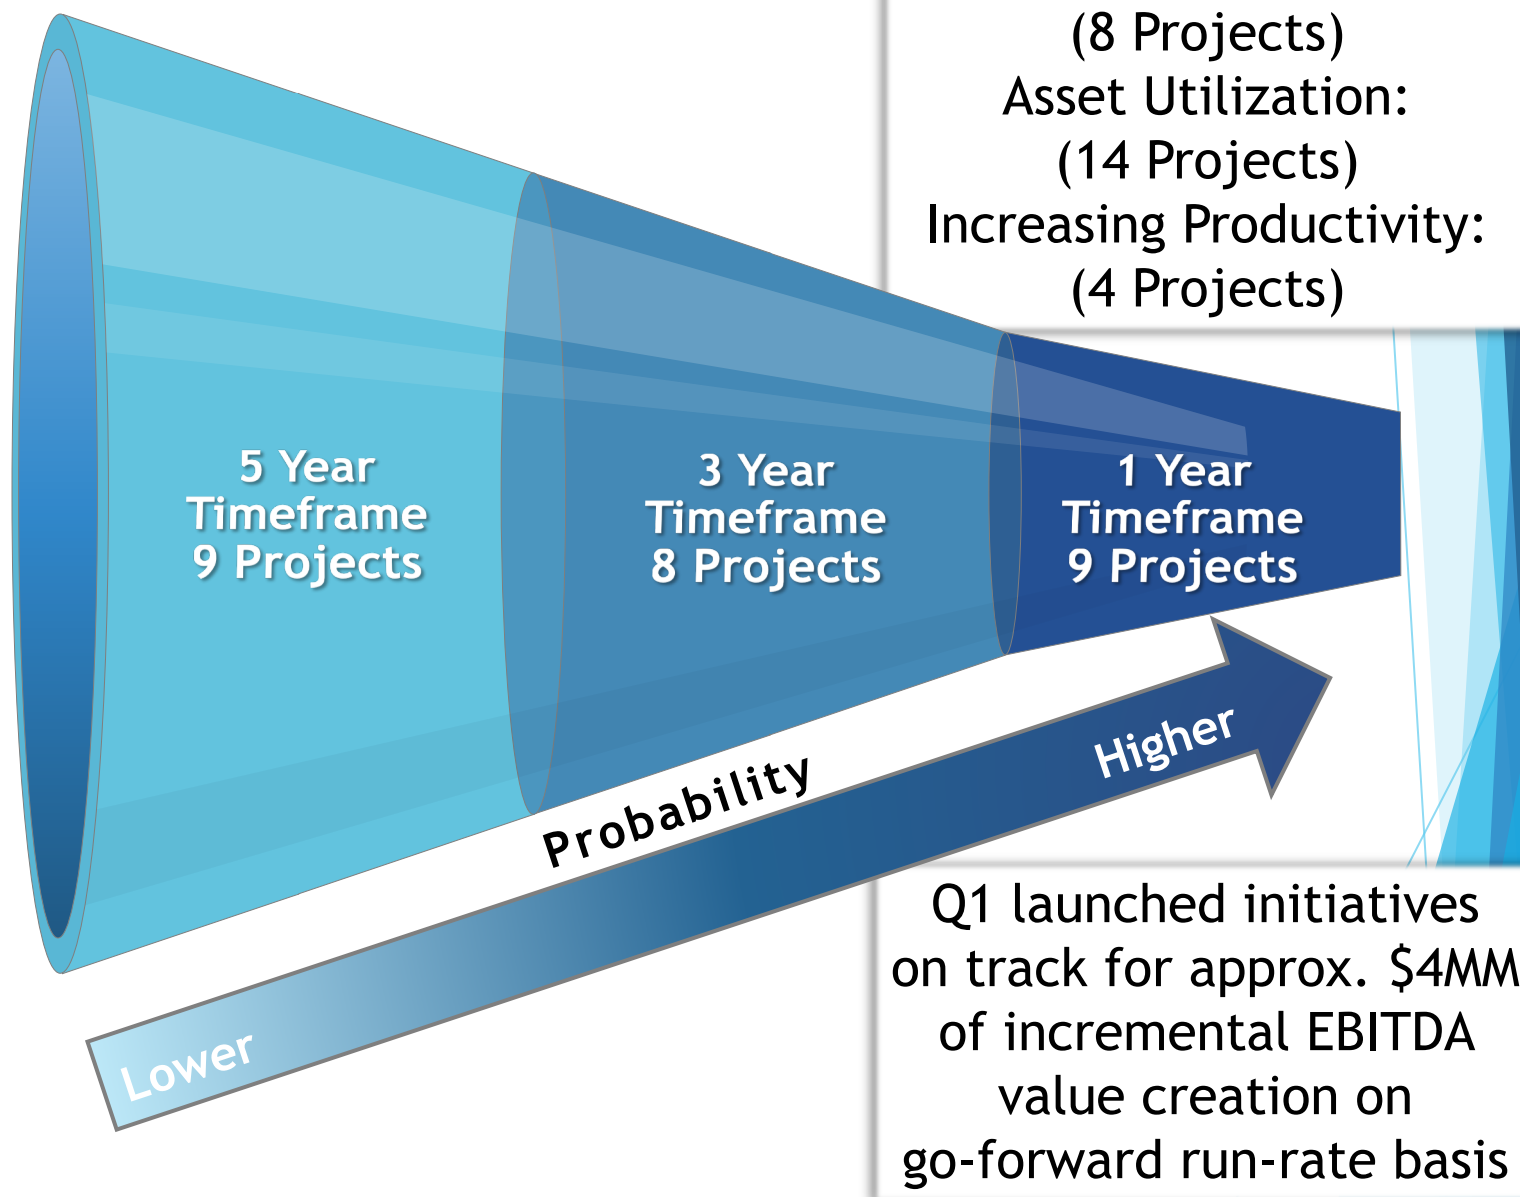 (8 Projects)
Asset Utilization:
(14 Projects)
Increasing Productivity:
(4 Projects)
5 Year
Timeframe
9 Projects
3 Year
Timeframe
8 Projects
1 Year
Timeframe
9 Projects
Probability
Higher
Lower
Q1 launched initiatives
on track for approx. $4MM
of incremental EBITDA
value creation on
go-forward run-rate basis